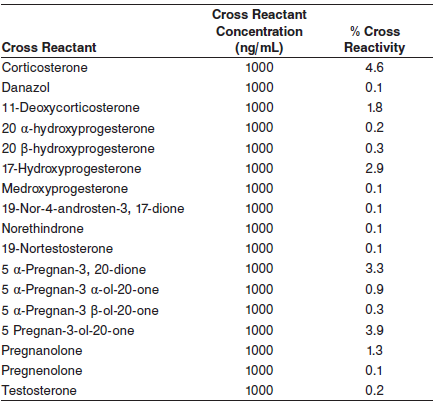 Cross Reactant
Concentration % Cross
Cross Reactant (ng/mL) Reactivity
Corticosterone 1000 4.6
Danazol 1000 0.1
11-Deoxycorticosterone 1000 1.8
20 α-hydroxyprogesterone 1000 0.2
20 β-hydroxyprogesterone 1000 0.3
17-Hydroxyprogesterone 1000 2.9
Medroxyprogesterone 1000 0.1
19-Nor-4-androsten-3, 17-dione 1000 0.1
Norethindrone 1000 0.1
19-Nortestosterone 1000 0.1
5 α-Pregnan-3, 20-dione 1000 3.3
5 α-Pregnan-3 α-ol-20-one 1000 0.9
5 α-Pregnan-3 β-ol-20-one 1000 0.3
5 Pregnan-3-ol-20-one 1000 3.9
Pregnanolone 1000 1.3
Pregnenolone 1000 0.1
Testosterone 1000 0.2